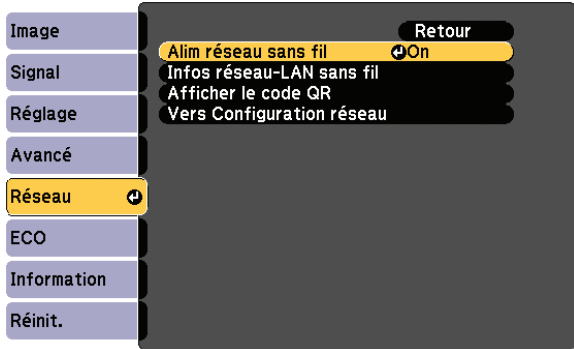 Image
Signal
Réglage
Avancé
Réseau
ECO
Information
Réinit.
Retour
Alim réseau sans fil On
Infos réseau-LAN sans fil
Afficher le code QR
Vers Configuration réseau